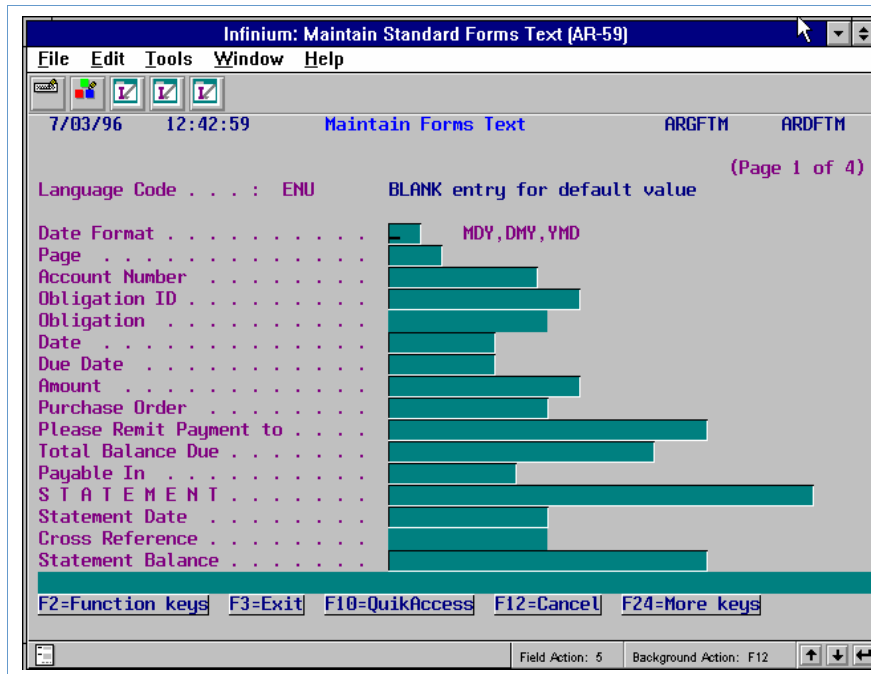 Infinium: Maintain Standard Forms Text (AR-59)
File Edit Tools Window Help
7/03/96 12:42:59 Maintain Forms Text ARGFTM ARDFTM
(Page 1 of 4)
Language Code . . . : ENU BLANK entry for default value
Date Format . . . . . . . . . . MDY,DMY,YMD
Page . . . . . . . . . . . . .
Account Number . . . . . . . .
Obligation ID . . . . . . . . .
Obligation . . . . . . . . . .
Date . . . . . . . . . . . . .
Due Date . . . . . . . . . . .
Amount . . . . . . . . . . . .
Purchase Order . . . . . . . .
Please Remit Payment to . . . .
Total Balance Due . . . . . . .
Payable In . . . . . . . . . .
S T A T E M E N T . . . . . . .
Statement Date . . . . . . . .
Cross Reference . . . . . . . .
Statement Balance . . . . . . .
F2=Function keys F3=Exit F10=QuikAccess F12=Cancel F24=More keys
Field Action: 5 Background Action: F12